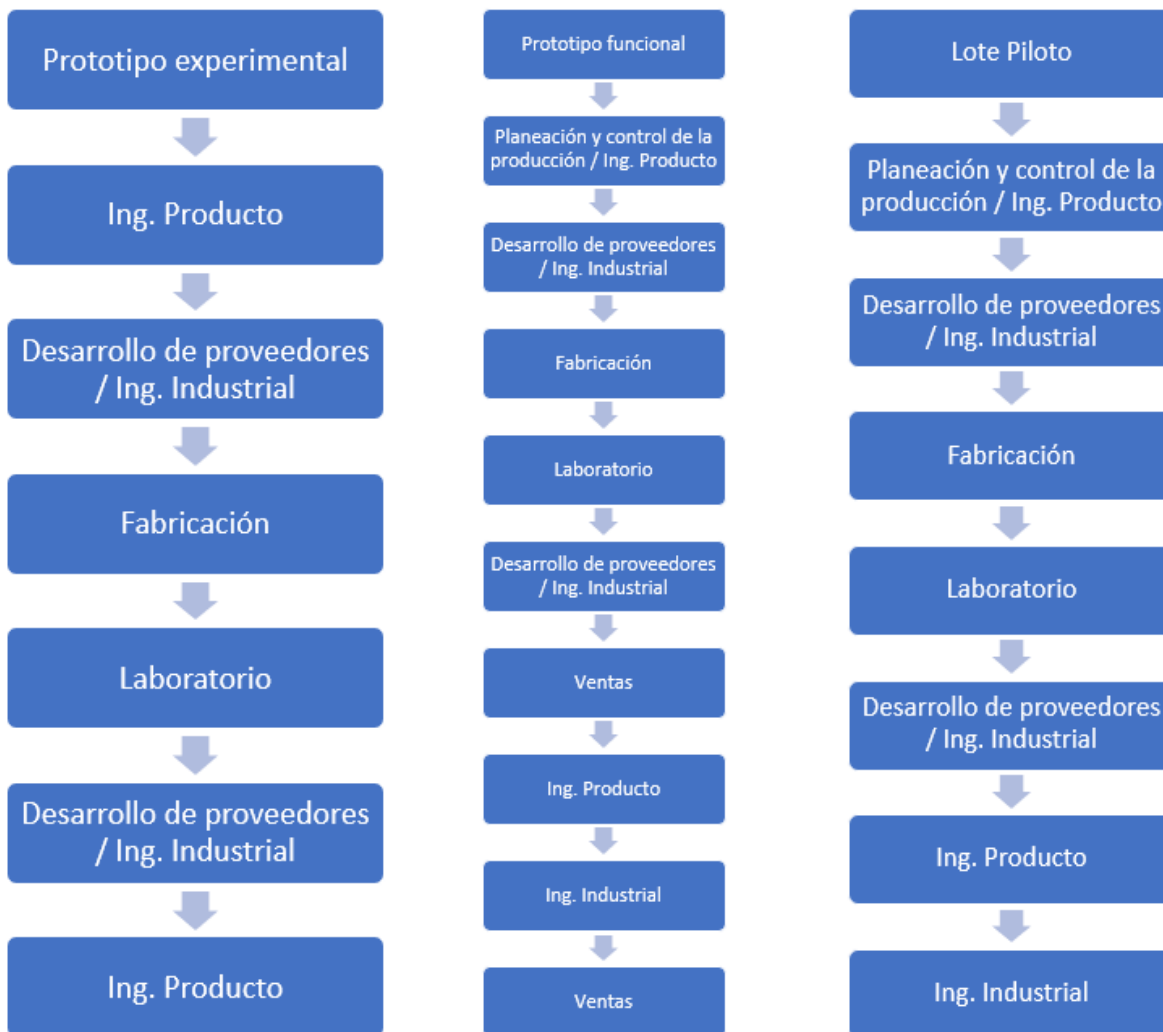 Prototipo experimental
Ing. Producto
Desarrollo de proveedores
/ Ing. Industrial
Fabricación
Laboratorio
Desarrollo de proveedores
/ Ing. Industrial
Ing. Producto
Prototipo funcional
Planeación y control de la
producción / Ing. Producto
Desarrollo de proveedores
/ Ing. Industrial
Fabricación
Laboratorio
Desarrollo de proveedores
/ Ing. Industrial
Ventas
Ing. Producto
Ing. Industrial
Ventas
Lote Piloto
Planeación y control de la
producción / Ing. Producto
Desarrollo de proveedores
/ Ing. Industrial
Fabricación
Laboratorio
Desarrollo de proveedores
/ Ing. Industrial
Ing. Producto
Ing. Industrial